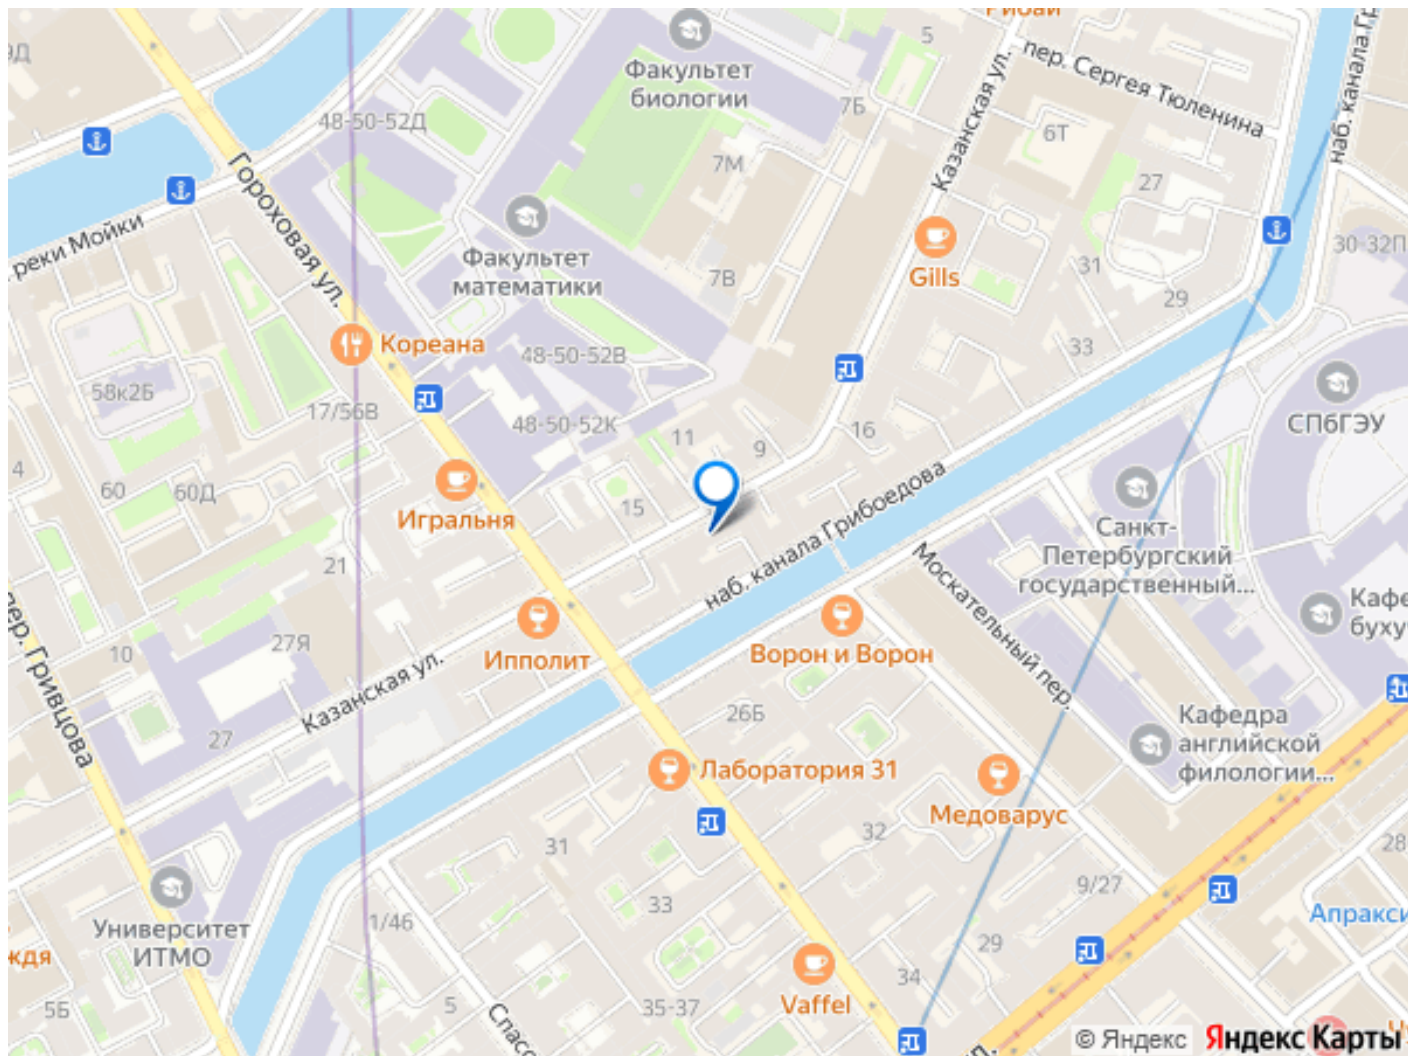 Рибай
5
пер. Сергея Тюленина
наб. канала Гр
9Д
Факультет
биологии
7Б
48-50-52Д
6Т
Казанская ул.
7М
27
Гороховая ул.
реки Мойки
Факультет
математики
7В
Gills
31
29
30-32П
33
Кореана
48-50-52В
58к2Б
17/56В
48-50-52К
11
9
16
СПбГЭУ
4
60
60Д
Игральня
15
наб. канала Грибоедова
Санкт-
Петербургский
государственный...
Москательный пер.
21
Кафе
буху
пер. Гривцова
10
27Я
Ипполит
Ворон и Ворон
Казанская ул.
27
26Б
Кафедра
английской
филологии...
Лаборатория 31
Медоварус
31
32
28
9/27
33
1/46
Апракси
Университет
ИТМО
ждя
29
34
5Б
5
Спасс
35-37
Vaffel
© Яндекс
Яндекс Карты